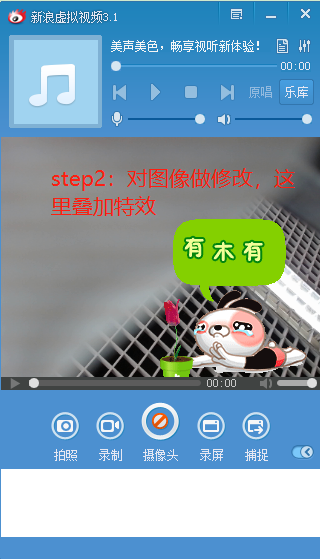 新浪虚拟视频3.1
美声美色，畅享视听新体验！
00:00
原唱
乐库
step2：对图像做修改，这
里叠加特效
有木有
00:00
拍照
录制
摄像头
录屏
捕捉